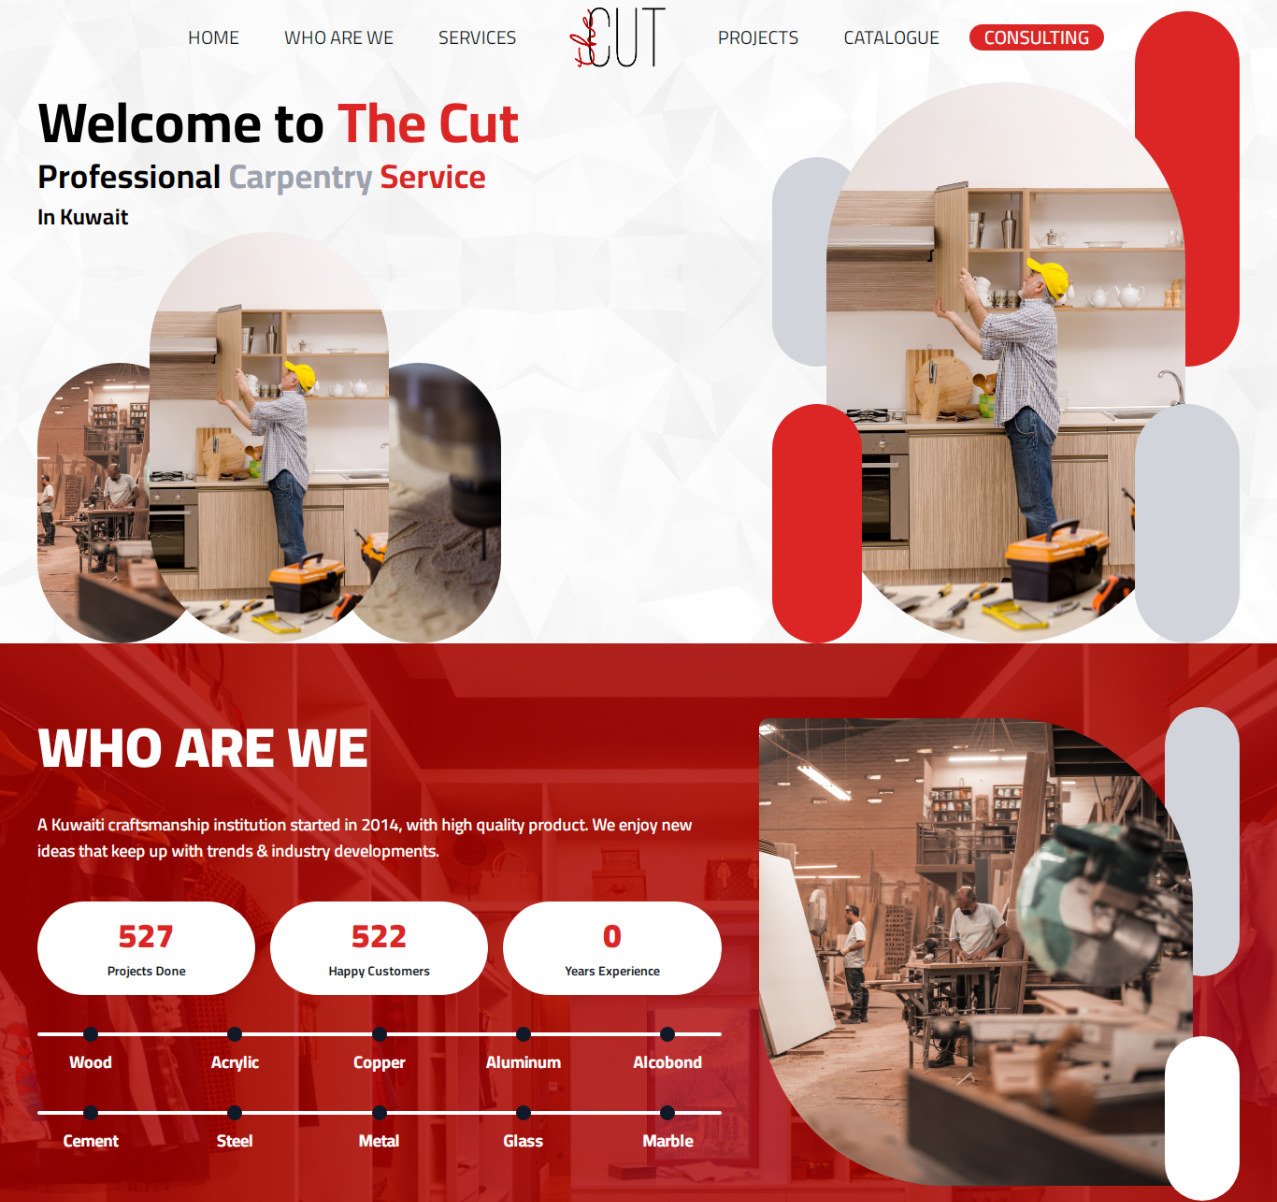 HOME
WHO ARE WE
SERVICES
the CUT
PROJECTS
CATALOGUE
CONSULTING
Welcome to The Cut
Professional Carpentry Service
In Kuwait
WHO ARE WE
A Kuwaiti craftsmanship institution started in 2014, with high quality product. We enjoy new
ideas that keep up with trends & industry developments.
527
Projects Done
522
Happy Customers
0
Years Experience
Wood
Acrylic
Copper
Aluminum
Alcobond
Cement
Steel
Metal
Glass
Marble